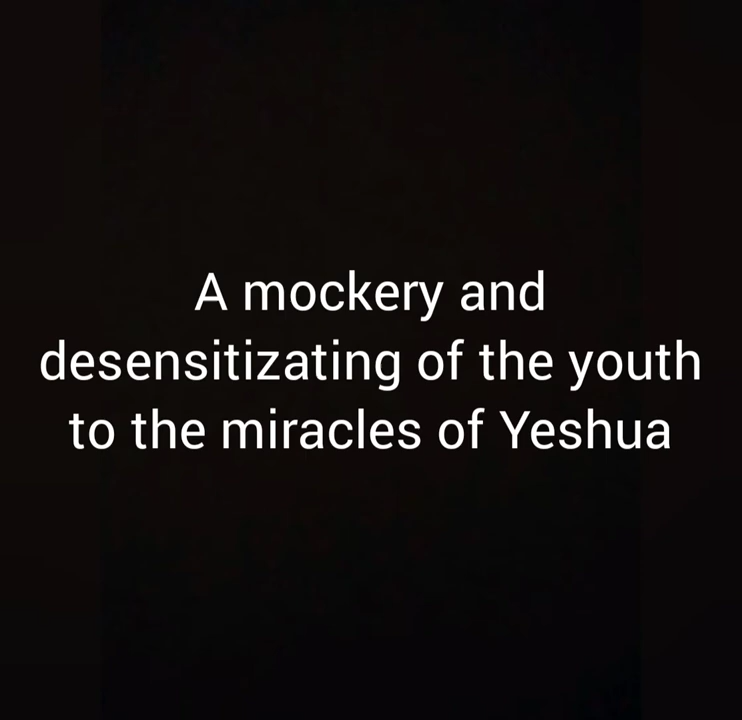 A mockery and
desensitizating of the youth
to the miracles of Yeshua